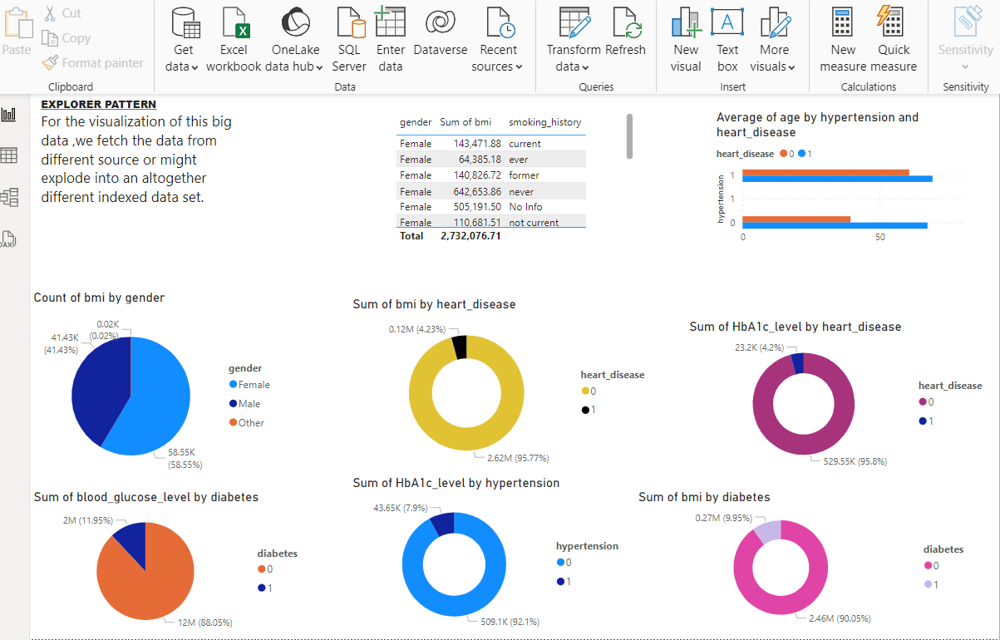 Paste
Cut
Copy
Format painter
Clipboard
Get data
Excel workbook
OneLake data hub
SQL Server
Enter data
Dataverse
Recent sources
Data
Transform data
Refresh
Queries
New visual
A
Text box
More visuals
Insert
New measure
Quick measure
Calculations
Sensitivity
Sensitivity
X
DAX
EXPLORER PATTERN
For the visualization of this big
data ,we fetch the data from
different source or might
explode into an altogether
different indexed data set.
gender Sum of bmi smoking_history
Female 143,471.88 current
Female 64,385.18 ever
Female 140,826.72 former
Female 642,653.86 never
Female 505,191.50 No Info
Female 110,681.51 not current
Total 2,732,076.71
Average of age by hypertension and
heart_disease
heart_disease 0 1
hypertension
1
1
0
0 50
Count of bmi by gender
0.02K
(0.02%)
41.43K
(41.43%)
58.55K
(58.55%)
gender
Female
Male
Other
Sum of bmi by heart_disease
0.12M (4.23%)
2.62M (95.77%)
heart_disease
0
1
Sum of HbA1c_level by heart_disease
23.2K (4.2%)
529.55K (95.8%)
heart_disease
0
1
Sum of blood_glucose_level by diabetes
2M (11.95%)
12M (88.05%)
diabetes
0
1
Sum of HbA1c_level by hypertension
43.65K (7.9%)
509.1K (92.1%)
hypertension
0
1
Sum of bmi by diabetes
0.27M (9.95%)
2.46M (90.05%)
diabetes
0
1